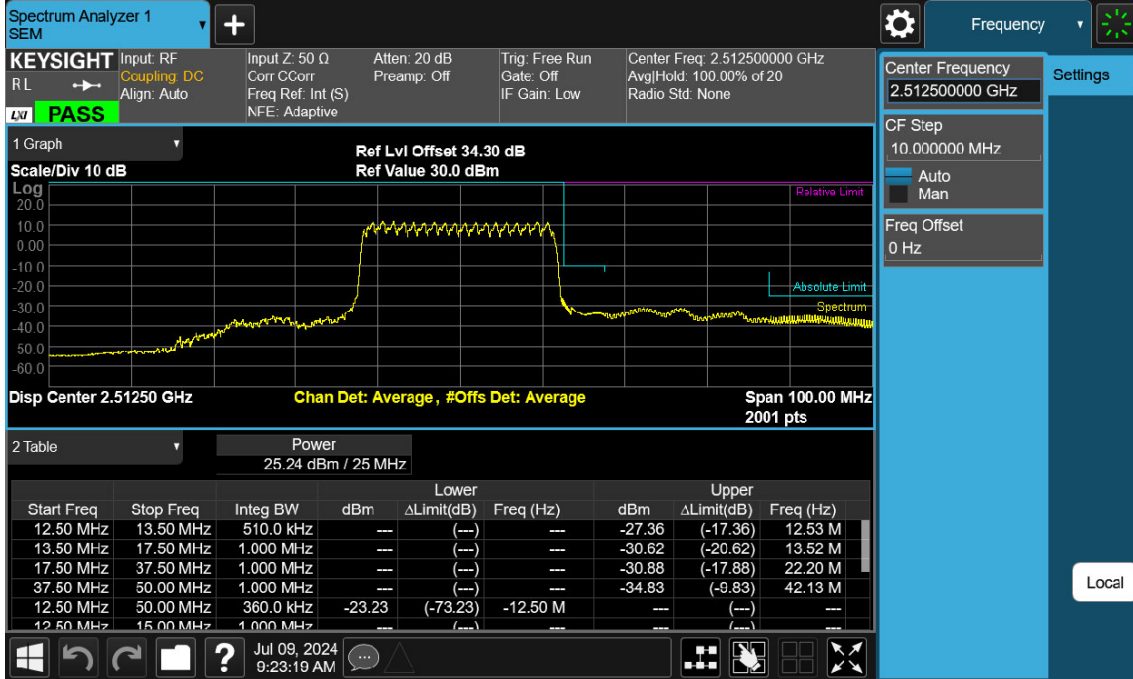 Spectrum Analyzer 1
SEM
+
Frequency
KEYSIGHT
R L
LXI PASS
Input: RF
Coupling: DC
Align: Auto
Input Z: 50 Ω
Corr CCorr
Freq Ref: Int (S)
NFE: Adaptive
Atten: 20 dB
Preamp: Off
Trig: Free Run
Gate: Off
IF Gain: Low
Center Freq: 2.512500000 GHz
Avg|Hold: 100.00% of 20
Radio Std: None
Center Frequency
2.512500000 GHz
Settings
CF Step
10.000000 MHz
Auto
Man
Freq Offset
0 Hz
Local
1 Graph
Scale/Div 10 dB
Ref Lvl Offset 34.30 dB
Ref Value 30.0 dBm
Log
20.0
10.0
0.00
-10.0
-20.0
-30.0
-40.0
50.0
-60.0
Relative Limit
Absolute Limit
Spectrum
Disp Center 2.51250 GHz
Chan Det: Average , #Offs Det: Average
Span 100.00 MHz
2001 pts
2 Table
Power
25.24 dBm / 25 MHz
Lower Upper
Start Freq Stop Freq Integ BW dBm ΔLimit(dB) Freq (Hz) dBm ΔLimit(dB) Freq (Hz)
12.50 MHz 13.50 MHz 510.0 kHz --- (---) --- -27.36 (-17.36) 12.53 M
13.50 MHz 17.50 MHz 1.000 MHz --- (---) --- -30.62 (-20.62) 13.52 M
17.50 MHz 37.50 MHz 1.000 MHz --- (---) --- -30.88 (-17.88) 22.20 M
37.50 MHz 50.00 MHz 1.000 MHz --- (---) --- -34.83 (-9.83) 42.13 M
12.50 MHz 50.00 MHz 360.0 kHz -23.23 (-73.23) -12.50 M --- (---) ---
12.50 MHz 15.00 MHz 1.000 MHz --- (---) --- --- (---) ---
?
Jul 09, 2024
9:23:19 AM